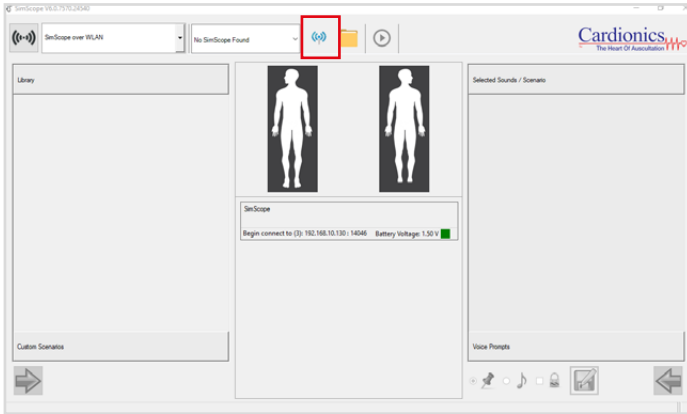 SimScope V6.0.7570.24540
SimScope over WLAN
No SimScope Found
Cardionics
The Heart Of Auscultation
Library
Selected Sounds / Scenario
SimScope
Begin connect to (3): 192.168.10.130 : 14046 Battery Voltage: 1.50 V
Custom Scenarios
Voice Prompts